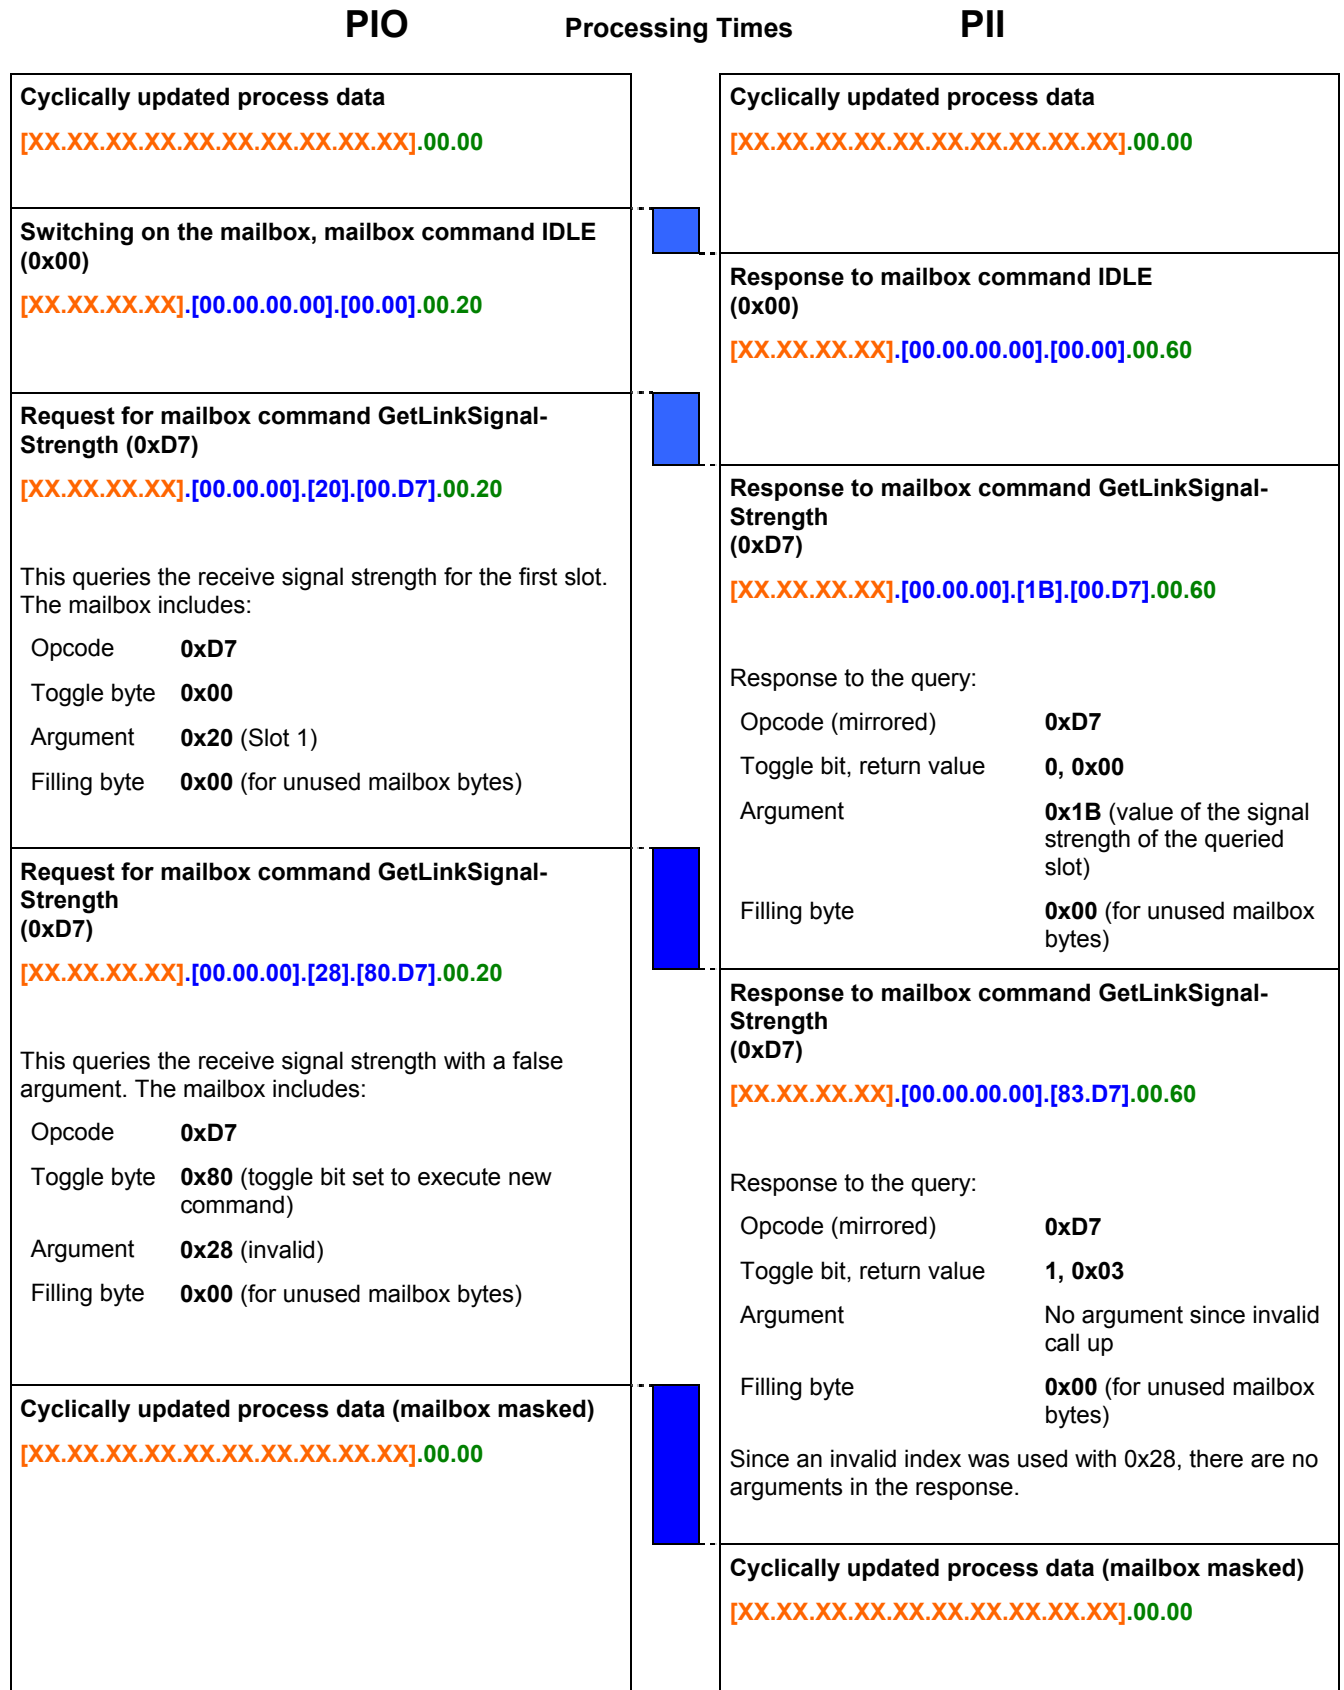 PIO Processing Times PII
Cyclically updated process data
[XX.XX.XX.XX.XX.XX.XX.XX.XX.XX].00.00
Switching on the mailbox, mailbox command IDLE
(0x00)
[XX.XX.XX.XX].[00.00.00.00].[00.00].00.20
Request for mailbox command GetLinkSignal-
Strength (0xD7)
[XX.XX.XX.XX].[00.00.00].[20].[00.D7].00.20
This queries the receive signal strength for the first slot.
The mailbox includes:
Opcode 0xD7
Toggle byte 0x00
Argument 0x20 (Slot 1)
Filling byte 0x00 (for unused mailbox bytes)
Request for mailbox command GetLinkSignal-
Strength
(0xD7)
[XX.XX.XX.XX].[00.00.00].[28].[80.D7].00.20
This queries the receive signal strength with a false
argument. The mailbox includes:
Opcode 0xD7
Toggle byte 0x80 (toggle bit set to execute new
command)
Argument 0x28 (invalid)
Filling byte 0x00 (for unused mailbox bytes)
Cyclically updated process data (mailbox masked)
[XX.XX.XX.XX.XX.XX.XX.XX.XX.XX].00.00
Cyclically updated process data
[XX.XX.XX.XX.XX.XX.XX.XX.XX.XX].00.00
Response to mailbox command IDLE
(0x00)
[XX.XX.XX.XX].[00.00.00.00].[00.00].00.60
Response to mailbox command GetLinkSignal-
Strength
(0xD7)
[XX.XX.XX.XX].[00.00.00].[1B].[00.D7].00.60
Response to the query:
Opcode (mirrored) 0xD7
Toggle bit, return value 0, 0x00
Argument 0x1B (value of the signal
strength of the queried
slot)
Filling byte 0x00 (for unused mailbox
bytes)
Response to mailbox command GetLinkSignal-
Strength
(0xD7)
[XX.XX.XX.XX].[00.00.00.00].[83.D7].00.60
Response to the query:
Opcode (mirrored) 0xD7
Toggle bit, return value 1, 0x03
Argument No argument since invalid
call up
Filling byte 0x00 (for unused mailbox
bytes)
Since an invalid index was used with 0x28, there are no
arguments in the response.
Cyclically updated process data (mailbox masked)
[XX.XX.XX.XX.XX.XX.XX.XX.XX.XX].00.00